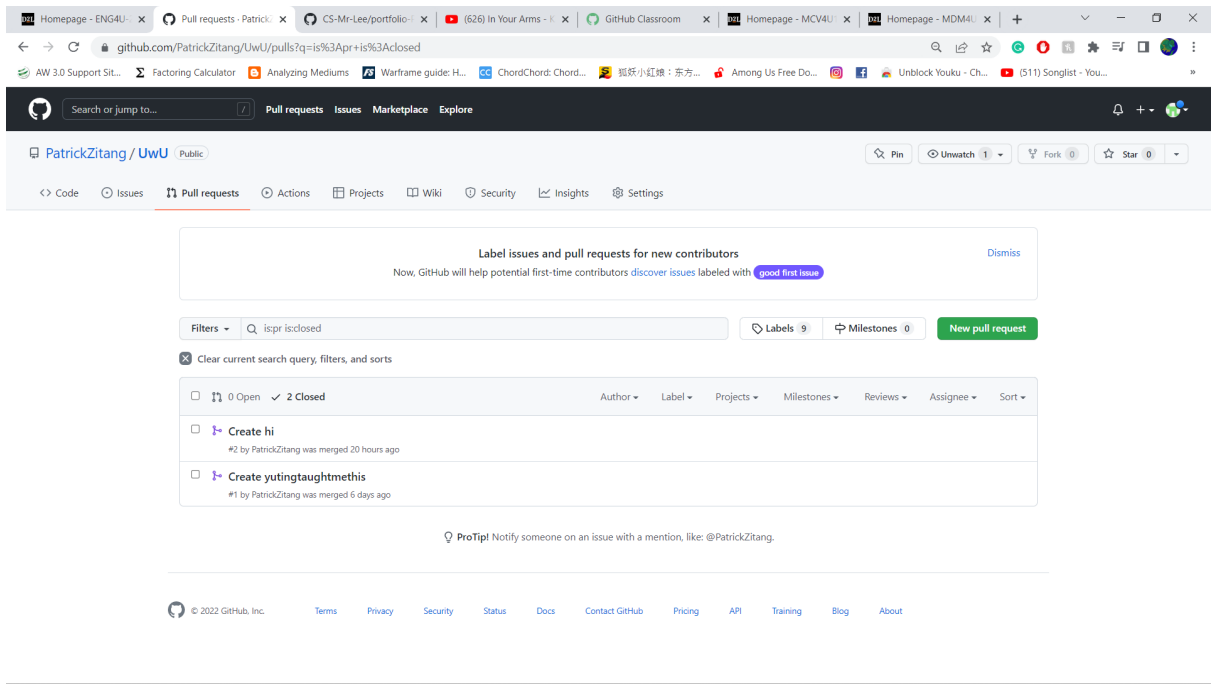 Homepage - ENG4U- Pull requests · Patrick CS-Mr-Lee/portfolio- (626) In Your Arms - GitHub Classroom Homepage - MCV4U Homepage - MDM4U
github.com/PatrickZitang/UwU/pulls?q=is%3Apr+is%3Aclosed
AW 3.0 Support Sit... Factoring Calculator Analyzing Mediums Warframe guide: H... ChordChord: Chord... 狐妖小紅娘：东方... Among Us Free Do... Unblock Youku - Ch... (511) Songlist - You... »
Search or jump to... / Pull requests Issues Marketplace Explore
PatrickZitang / UwU Public Pin Unwatch 1 Fork 0 Star 0
Code Issues Pull requests Actions Projects Wiki Security Insights Settings
Label issues and pull requests for new contributors Dismiss
Now, GitHub will help potential first-time contributors discover issues labeled with good first issue
Filters is:pr is:closed Labels 9 Milestones 0 New pull request
Clear current search query, filters, and sorts
0 Open 2 Closed Author Label Projects Milestones Reviews Assignee Sort
Create hi
#2 by PatrickZitang was merged 20 hours ago
Create yutingtaughtmethis
#1 by PatrickZitang was merged 6 days ago
ProTip! Notify someone on an issue with a mention, like: @PatrickZitang.
© 2022 GitHub, Inc. Terms Privacy Security Status Docs Contact GitHub Pricing API Training Blog About